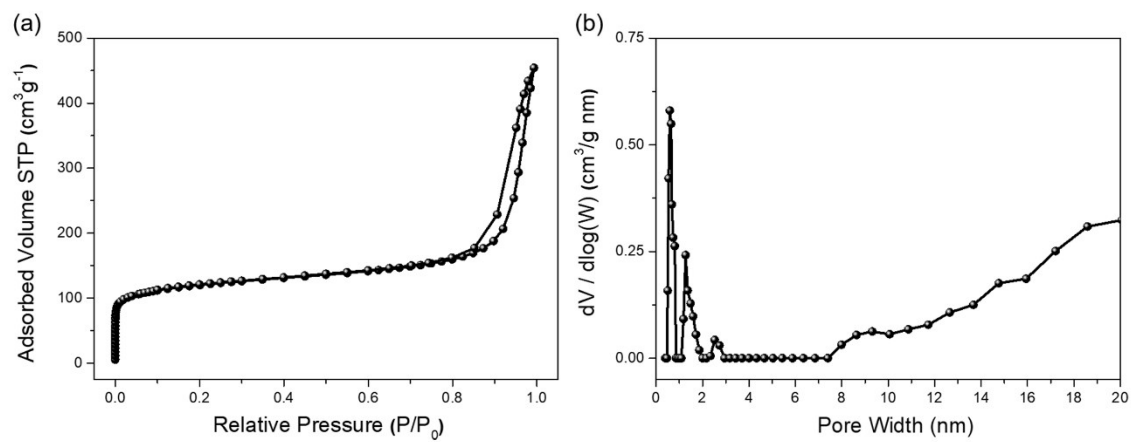 (a)
500
400
300
200
100
0
Adsorbed Volume STP (cm³g⁻¹)
0.0 0.2 0.4 0.6 0.8 1.0
Relative Pressure (P/P₀)
(b)
0.75
0.50
0.25
0.00
dV / dlog(W) (cm³/g nm)
0 2 4 6 8 10 12 14 16 18 20
Pore Width (nm)